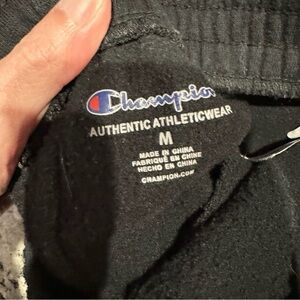 Champion
AUTHENTIC ATHLETICWEAR
M
MADE IN CHINA
FABRIQUÉ EN CHINE
HECHO EN CHINA
CHAMPION.COM